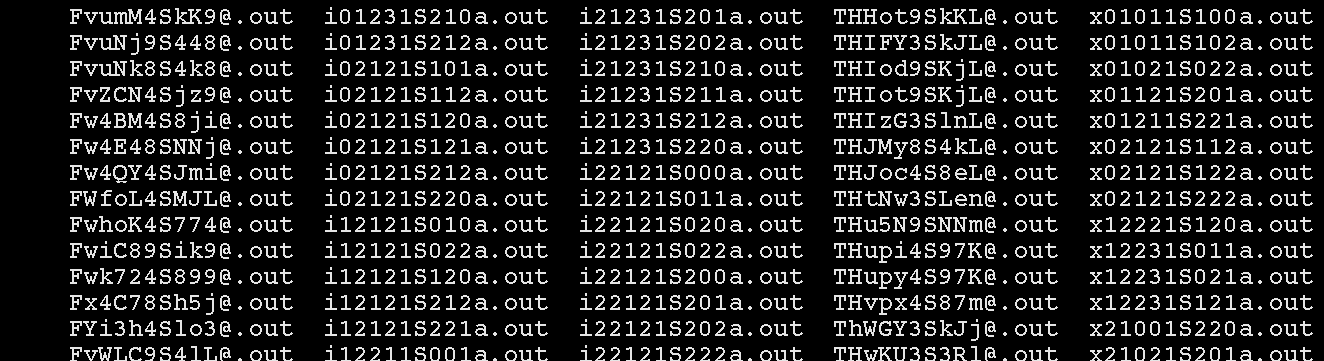 FvumM4SkK9@.out i01231S210a.out i21231S201a.out THHot9SkKL@.out x01011S100a.out
FvuNj9S448@.out i01231S212a.out i21231S202a.out THIFY3SkJL@.out x01011S102a.out
FvuNk8S4k8@.out i02121S101a.out i21231S210a.out THIod9SKjL@.out x01021S022a.out
FvZCN4Sjz9@.out i02121S112a.out i21231S211a.out THIot9SKjL@.out x01121S201a.out
Fw4BM4S8ji@.out i02121S120a.out i21231S212a.out THIzG3SlnL@.out x01211S221a.out
Fw4E48SNNj@.out i02121S121a.out i21231S220a.out THJMy8S4kL@.out x02121S112a.out
Fw4QY4SJmi@.out i02121S212a.out i22121S000a.out THJoc4S8eL@.out x02121S122a.out
FWfoL4SMJL@.out i02121S220a.out i22121S011a.out THtNw3SLen@.out x02121S222a.out
FwhoK4S774@.out i12121S010a.out i22121S020a.out THu5N9SNNm@.out x12221S120a.out
FwiC89Sik9@.out i12121S022a.out i22121S022a.out THupi4S97K@.out x12231S011a.out
Fwk724S899@.out i12121S120a.out i22121S200a.out THupy4S97K@.out x12231S021a.out
Fx4C78Sh5j@.out i12121S212a.out i22121S201a.out THvpx4S87m@.out x12231S121a.out
FYi3h4Slo3@.out i12121S221a.out i22121S202a.out ThWGY3SkJj@.out x21001S220a.out
FvWLC9S4lL@.out i12211S001a.out i22121S222a.out THwKU3S3Rl@.out x21021S201a.out